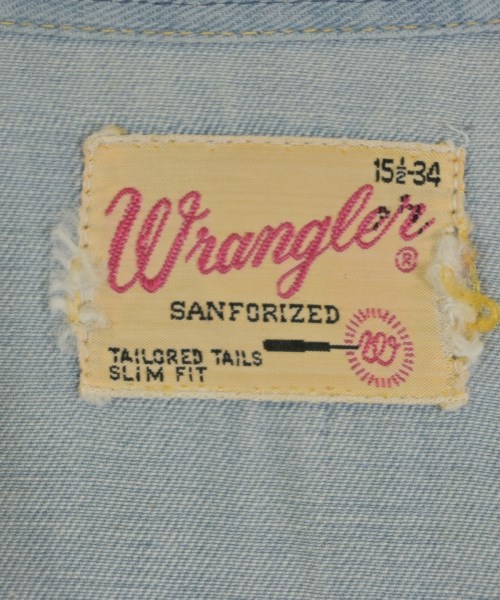 15½-34
Wrangler
®
SANFORIZED
TAILORED TAILS
SLIM FIT
W